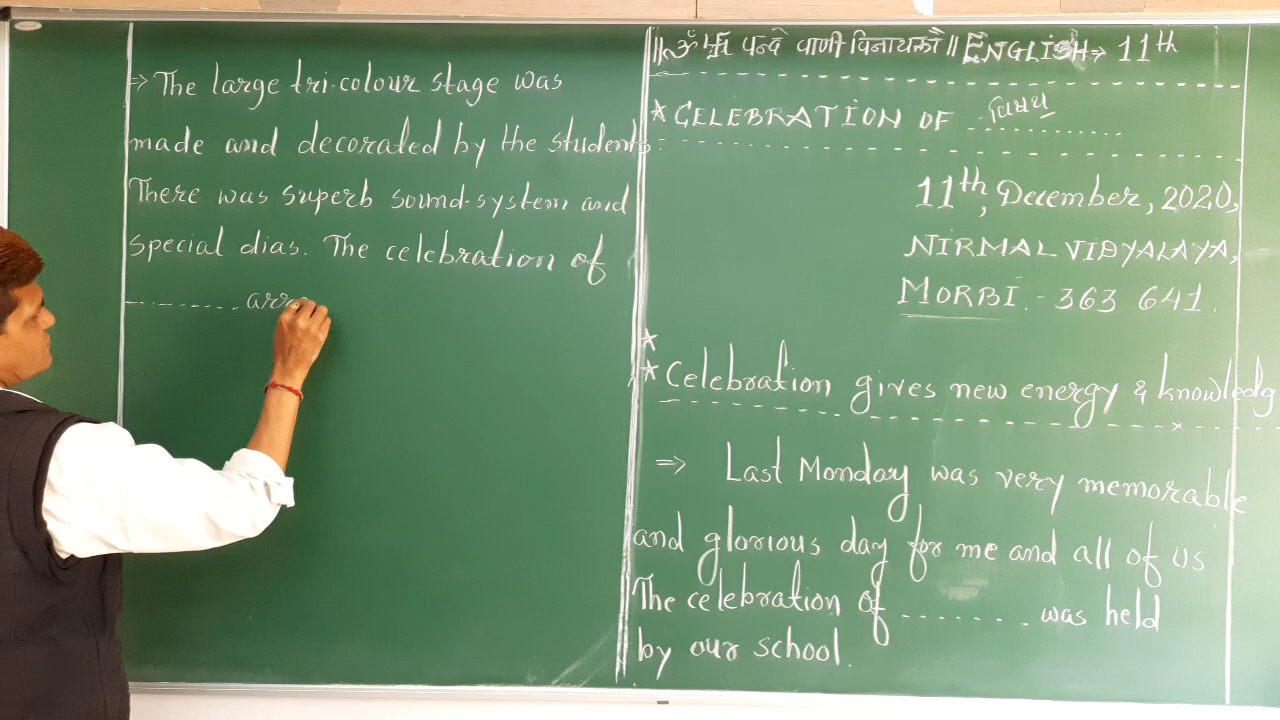 || ॐ 卐 वन्दे वाणी विनायकौ || ENGLISH → 11th
* CELEBRATION OF ............
विषय
11th, December, 2020,
NIRMAL VIDYALAYA,
MORBI. - 363 641.
*
* Celebration gives new energy & knowledg
⇒ Last Monday was very memorable
and glorious day for me and all of us
The celebration of ....... was held
by our school.
⇒ The large tri-colour stage was
made and decorated by the students.
There was superb sound-system and
special dias. The celebration of
......... arra